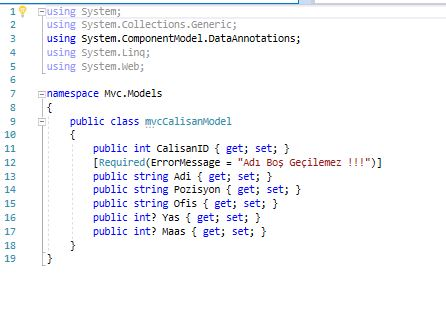 1 using System;
2 using System.Collections.Generic;
3 using System.ComponentModel.DataAnnotations;
4 using System.Linq;
5 using System.Web;
6
7 namespace Mvc.Models
8 {
9 public class mvcCalisanModel
10 {
11 public int CalisanID { get; set; }
12 [Required(ErrorMessage = "Adı Boş Geçilemez !!!")]
13 public string Adi { get; set; }
14 public string Pozisyon { get; set; }
15 public string Ofis { get; set; }
16 public int? Yas { get; set; }
17 public int? Maas { get; set; }
18 }
19 }